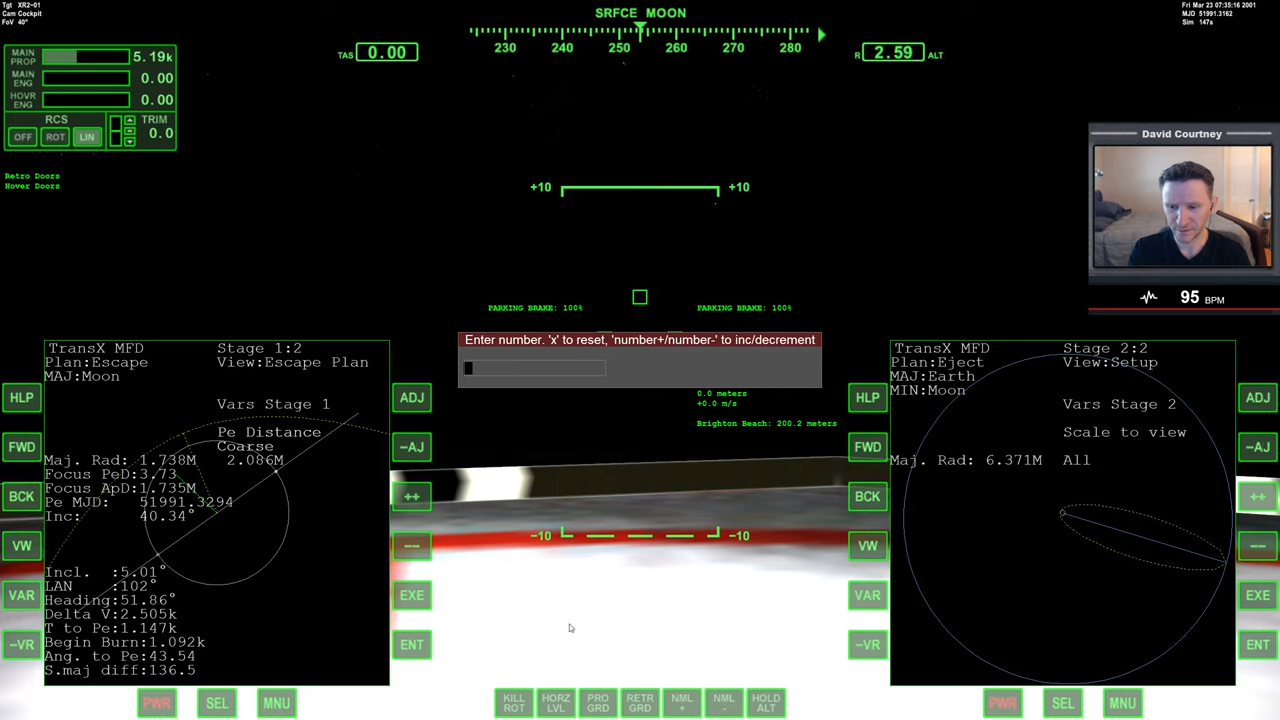 Tgt XR2-01
Cam Cockpit
FoV 40°
SRFCE MOON
Fri Mar 23 07:35:16 2001
MJD 51991.3162
Sim 147s
230 240 250 260 270 280
TAS 0.00
R 2.59 ALT
MAIN PROP 5.19k
MAIN ENG 0.00
HOVR ENG 0.00
RCS
TRIM
0.0
OFF ROT LIN
Retro Doors
Hover Doors
David Courtney
95 BPM
+10 +10
PARKING BRAKE: 100% PARKING BRAKE: 100%
Enter number. 'x' to reset, 'number+/number-' to inc/decrement
0.0 meters
+0.0 m/s
Brighton Beach: 200.2 meters
-10 -10
TransX MFD Stage 1:2
Plan:Escape View:Escape Plan
MAJ:Moon
Vars Stage 1
Pe Distance
Coarse
Maj. Rad: 1.738M 2.086M
Focus PeD:3.73
Focus ApD:1.735M
Pe MJD: 51991.3294
Inc: 40.34°
Incl. :5.01°
LAN :102°
Heading:51.86°
Delta V:2.505k
T to Pe:1.147k
Begin Burn:1.092k
Ang. to Pe:43.54
S.maj diff:136.5
HLP
FWD
BCK
VW
VAR
-VR
ADJ
-AJ
++
--
EXE
ENT
PWR SEL MNU
KILL ROT
HORZ LVL
PRO GRD
RETR GRD
NML +
NML -
HOLD ALT
TransX MFD Stage 2:2
Plan:Eject View:Setup
MAJ:Earth
MIN:Moon
Vars Stage 2
Scale to view
Maj. Rad: 6.371M All
HLP
FWD
BCK
VW
VAR
-VR
ADJ
-AJ
++
--
EXE
ENT
PWR SEL MNU